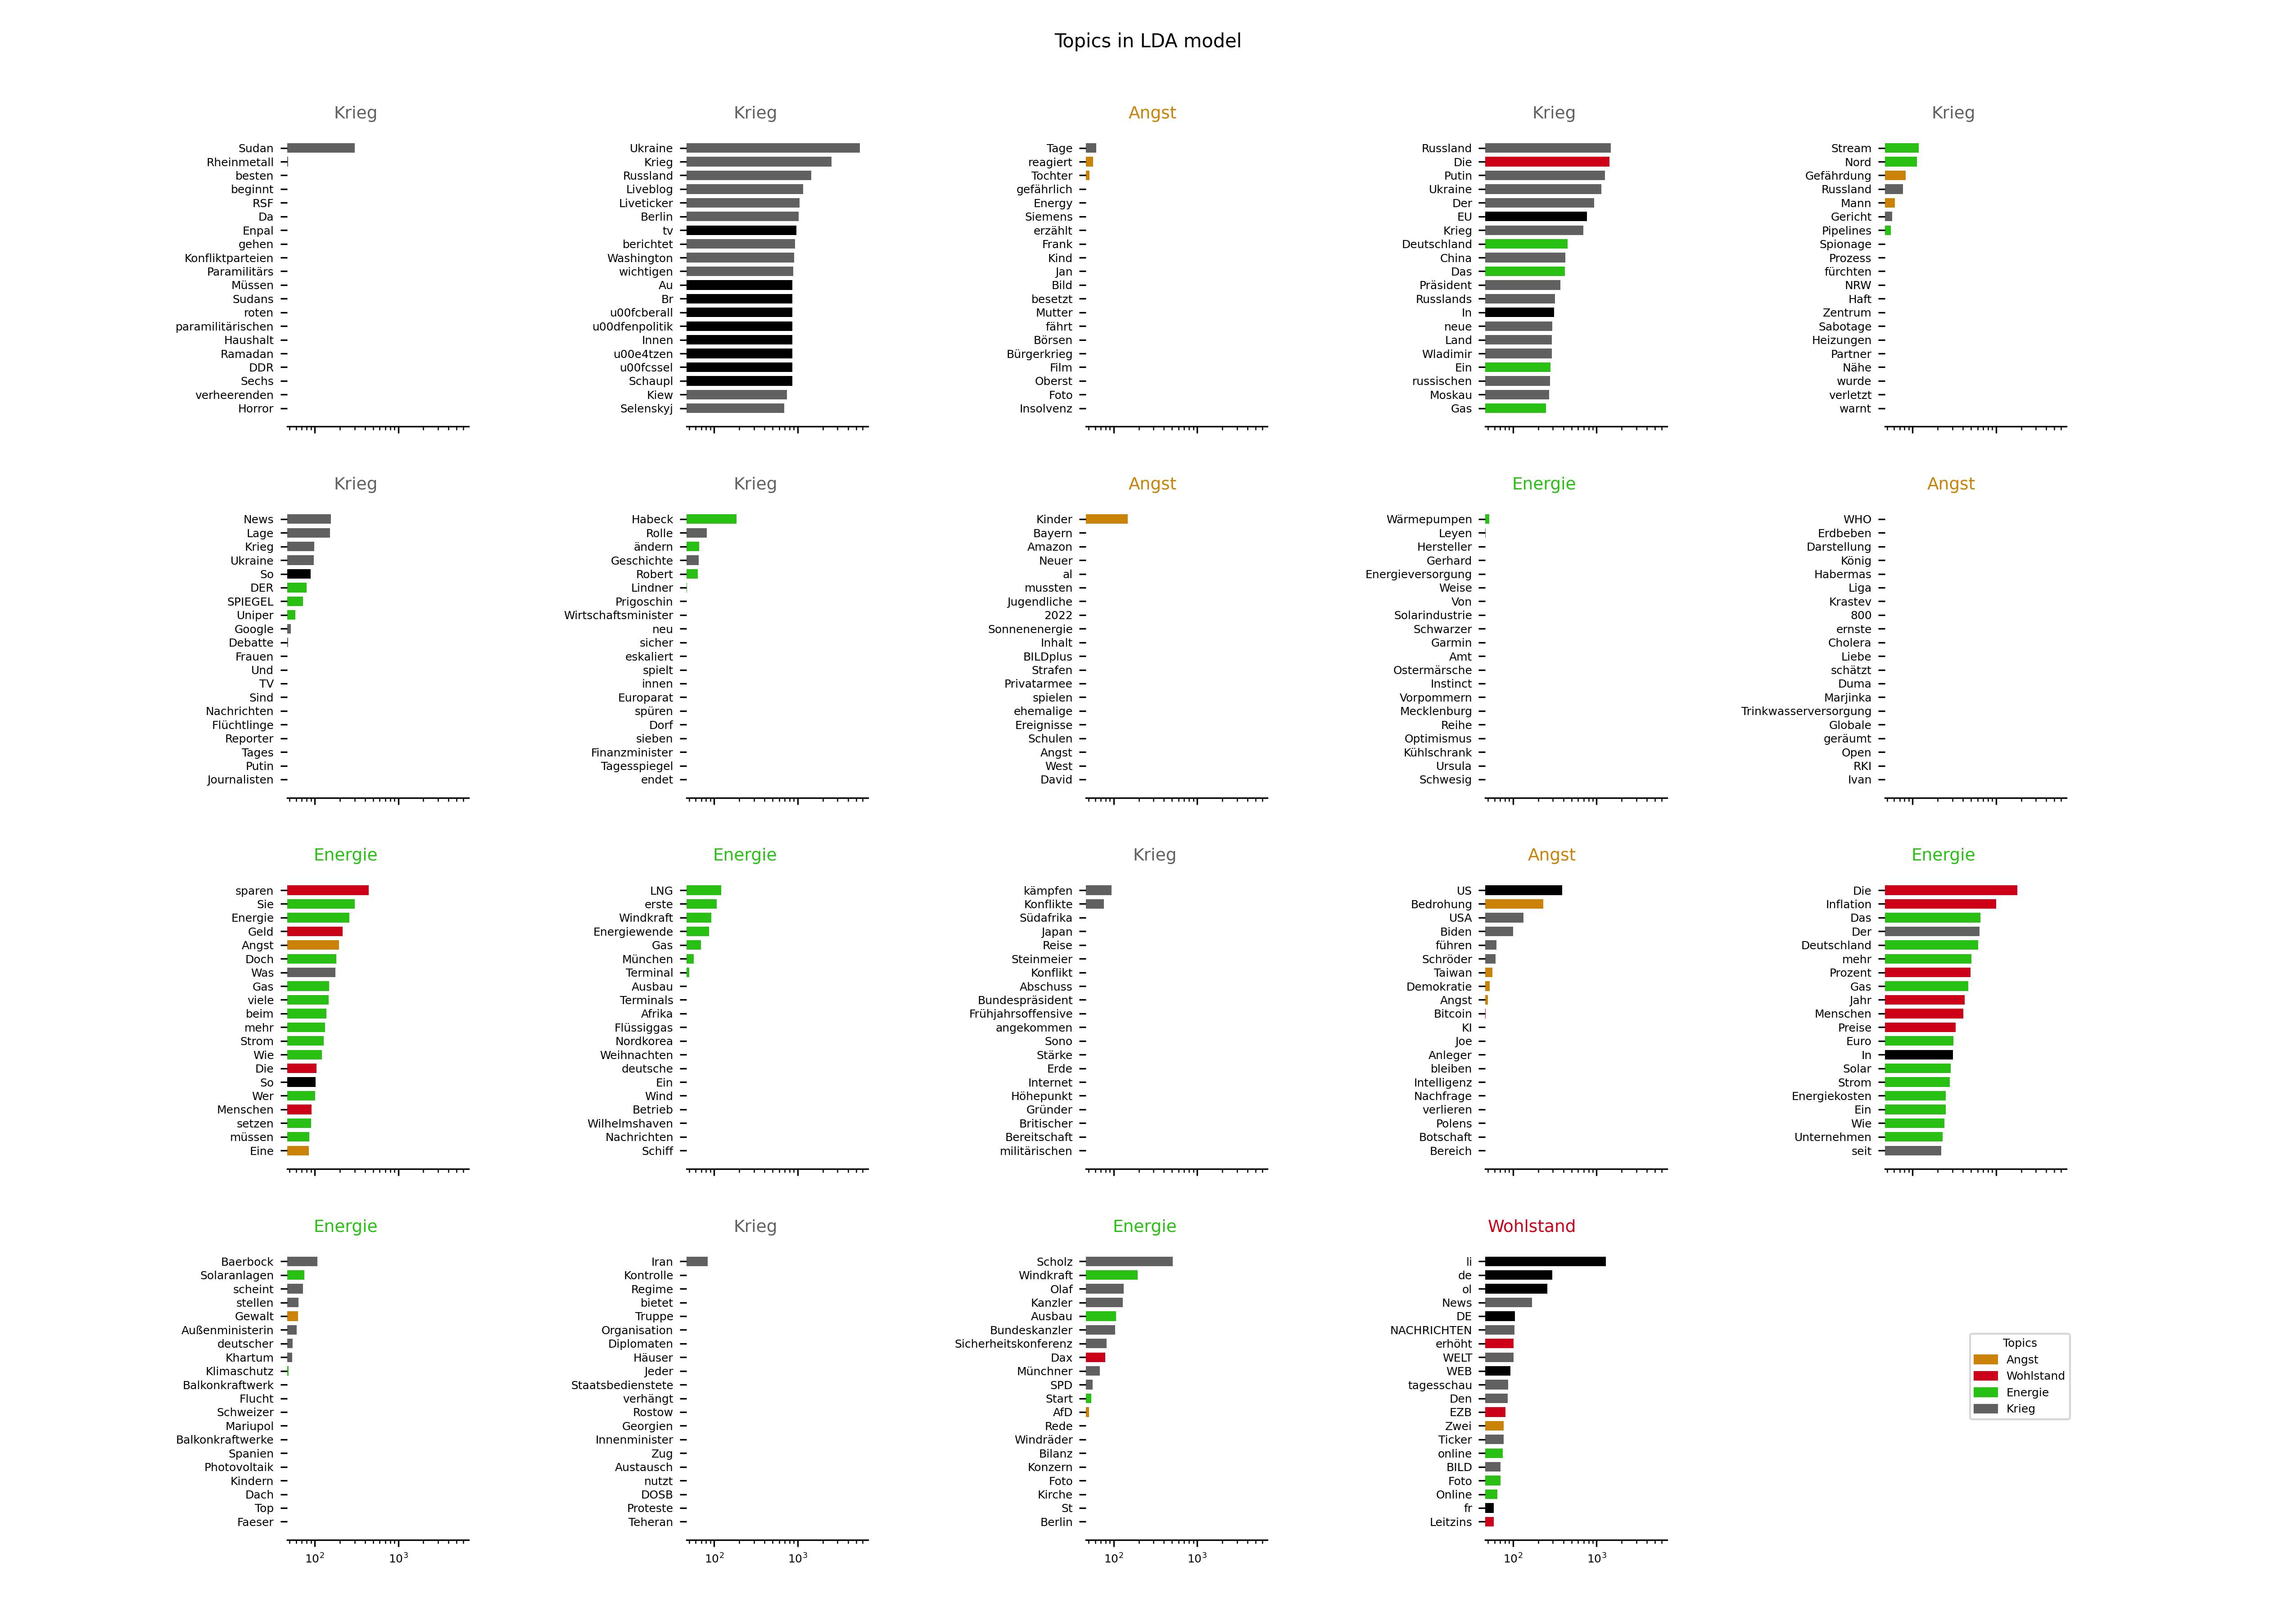 Topics in LDA model
Krieg
Sudan
Rheinmetall
besten
beginnt
RSF
Da
Enpal
gehen
Konfliktparteien
Paramilitärs
Müssen
Sudans
roten
paramilitärischen
Haushalt
Ramadan
DDR
Sechs
verheerenden
Horror
Krieg
Ukraine
Krieg
Russland
Liveblog
Liveticker
Berlin
tv
berichtet
Washington
wichtigen
Au
Br
u00fcberall
u00dfenpolitik
Innen
u00e4tzen
u00fcssel
Schaupl
Kiew
Selenskyj
Angst
Tage
reagiert
Tochter
gefährlich
Energy
Siemens
erzählt
Frank
Kind
Jan
Bild
besetzt
Mutter
fährt
Börsen
Bürgerkrieg
Film
Oberst
Foto
Insolvenz
Krieg
Russland
Die
Putin
Ukraine
Der
EU
Krieg
Deutschland
China
Das
Präsident
Russlands
In
neue
Land
Wladimir
Ein
russischen
Moskau
Gas
Krieg
Stream
Nord
Gefährdung
Russland
Mann
Gericht
Pipelines
Spionage
Prozess
fürchten
NRW
Haft
Zentrum
Sabotage
Heizungen
Partner
Nähe
wurde
verletzt
warnt
Krieg
News
Lage
Krieg
Ukraine
So
DER
SPIEGEL
Uniper
Google
Debatte
Frauen
Und
TV
Sind
Nachrichten
Flüchtlinge
Reporter
Tages
Putin
Journalisten
Krieg
Habeck
Rolle
ändern
Geschichte
Robert
Lindner
Prigoschin
Wirtschaftsminister
neu
sicher
eskaliert
spielt
innen
Europarat
spüren
Dorf
sieben
Finanzminister
Tagesspiegel
endet
Angst
Kinder
Bayern
Amazon
Neuer
al
mussten
Jugendliche
2022
Sonnenenergie
Inhalt
BILDplus
Strafen
Privatarmee
spielen
ehemalige
Ereignisse
Schulen
Angst
West
David
Energie
Wärmepumpen
Leyen
Hersteller
Gerhard
Energieversorgung
Weise
Von
Solarindustrie
Schwarzer
Garmin
Amt
Ostermärsche
Instinct
Vorpommern
Mecklenburg
Reihe
Optimismus
Kühlschrank
Ursula
Schwesig
Angst
WHO
Erdbeben
Darstellung
König
Habermas
Liga
Krastev
800
ernste
Cholera
Liebe
schätzt
Duma
Marjinka
Trinkwasserversorgung
Globale
geräumt
Open
RKI
Ivan
Energie
sparen
Sie
Energie
Geld
Angst
Doch
Was
Gas
viele
beim
mehr
Strom
Wie
Die
So
Wer
Menschen
setzen
müssen
Eine
Energie
LNG
erste
Windkraft
Energiewende
Gas
München
Terminal
Ausbau
Terminals
Afrika
Flüssiggas
Nordkorea
Weihnachten
deutsche
Ein
Wind
Betrieb
Wilhelmshaven
Nachrichten
Schiff
Krieg
kämpfen
Konflikte
Südafrika
Japan
Reise
Steinmeier
Konflikt
Abschuss
Bundespräsident
Frühjahrsoffensive
angekommen
Sono
Stärke
Erde
Internet
Höhepunkt
Gründer
Britischer
Bereitschaft
militärischen
Angst
US
Bedrohung
USA
Biden
führen
Schröder
Taiwan
Demokratie
Angst
Bitcoin
KI
Joe
Anleger
bleiben
Intelligenz
Nachfrage
verlieren
Polens
Botschaft
Bereich
Energie
Die
Inflation
Das
Der
Deutschland
mehr
Prozent
Gas
Jahr
Menschen
Preise
Euro
In
Solar
Strom
Energiekosten
Ein
Wie
Unternehmen
seit
Energie
Baerbock
Solaranlagen
scheint
stellen
Gewalt
Außenministerin
deutscher
Khartum
Klimaschutz
Balkonkraftwerk
Flucht
Schweizer
Mariupol
Balkonkraftwerke
Spanien
Photovoltaik
Kindern
Dach
Top
Faeser
10² 10³
Krieg
Iran
Kontrolle
Regime
bietet
Truppe
Organisation
Diplomaten
Häuser
Jeder
Staatsbedienstete
verhängt
Rostow
Georgien
Innenminister
Zug
Austausch
nutzt
DOSB
Proteste
Teheran
10² 10³
Energie
Scholz
Windkraft
Olaf
Kanzler
Ausbau
Bundeskanzler
Sicherheitskonferenz
Dax
Münchner
SPD
Start
AfD
Rede
Windräder
Bilanz
Konzern
Foto
Kirche
St
Berlin
10² 10³
Wohlstand
li
de
ol
News
DE
NACHRICHTEN
erhöht
WELT
WEB
tagesschau
Den
EZB
Zwei
Ticker
online
BILD
Foto
Online
fr
Leitzins
10² 10³
Topics
Angst
Wohlstand
Energie
Krieg